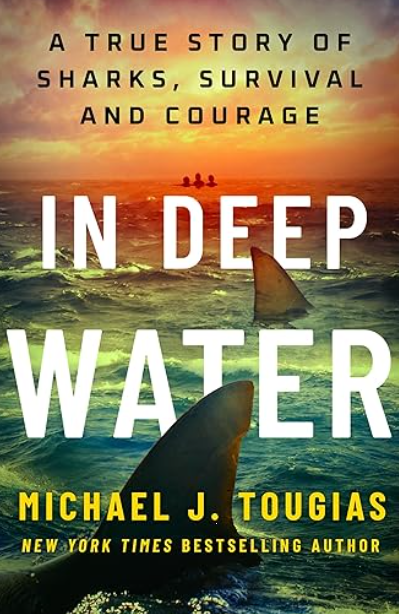 A TRUE STORY OF
SHARKS, SURVIVAL
AND COURAGE
IN DEEP
WATER
MICHAEL J. TOUGIAS
NEW YORK TIMES BESTSELLING AUTHOR